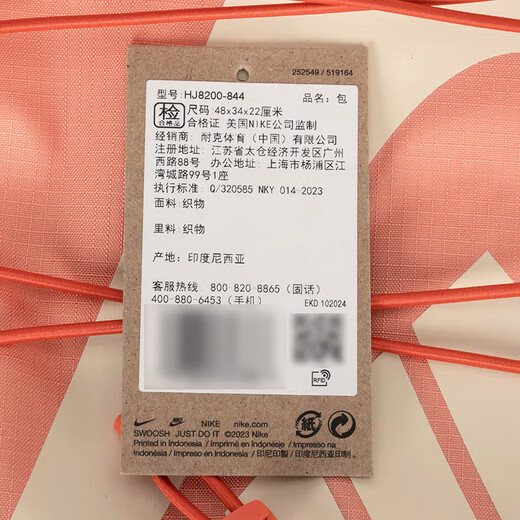 252549 / 519164
型号: HJ8200-844 品名: 包
检 合格品 尺码: 48x34x22厘米
合格证 美国NIKE公司监制
经销商: 耐克体育（中国）有限公司
注册地址: 江苏省太仓经济开发区广州
西路88号 办公地址: 上海市杨浦区江
湾城路99号1座
执行标准: Q/320585 NKY 014-2023
面料: 织物
里料: 织物
产地: 印度尼西亚
客服热线: 800-820-8865（固话）
400-880-6453（手机） EKD 102024
RFID
NIKE nike.com
SWOOSH JUST DO IT ©2023 Nike
Printed in Indonesia / Imprimé en Indonésie / Impresso na
Indonésia / Impreso en Indonesia / 印尼印製 / 印度尼西亚印制
紙